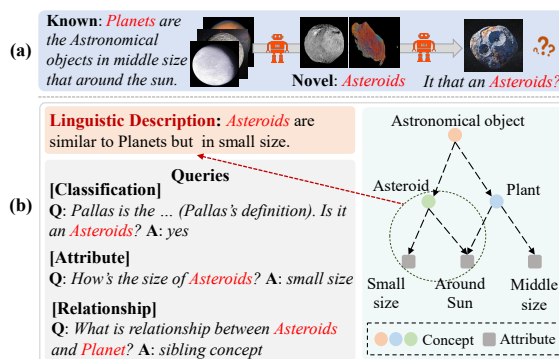 (a)
Known: Planets are
the Astronomical
objects in middle size
that around the sun.
Novel: Asteroids
It that an Asteroids?
???
(b)
Linguistic Description: Asteroids are
similar to Planets but in small size.
Queries
[Classification]
Q: Pallas is the ... (Pallas's definition). Is it
an Asteroids? A: yes
[Attribute]
Q: How's the size of Asteroids? A: small size
[Relationship]
Q: What is relationship between Asteroids
and Planet? A: sibling concept
Astronomical object
Asteroid
Plant
Small
size
Around
Sun
Middle
size
Concept
Attribute